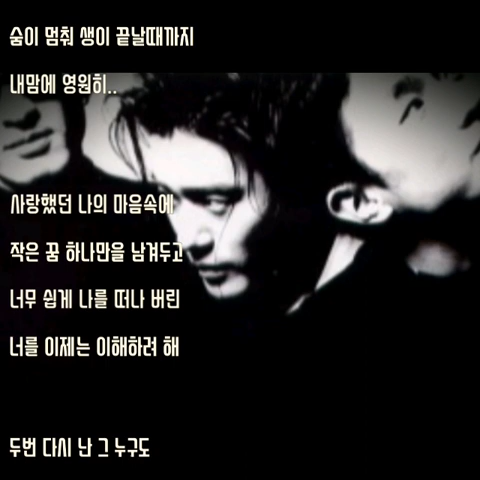 숨이 멈춰 생이 끝날때까지
내맘에 영원히..
사랑했던 나의 마음속에
작은 꿈 하나만을 남겨두고
너무 쉽게 나를 떠나 버린
너를 이제는 이해하려 해
두번 다시 난 그 누구도